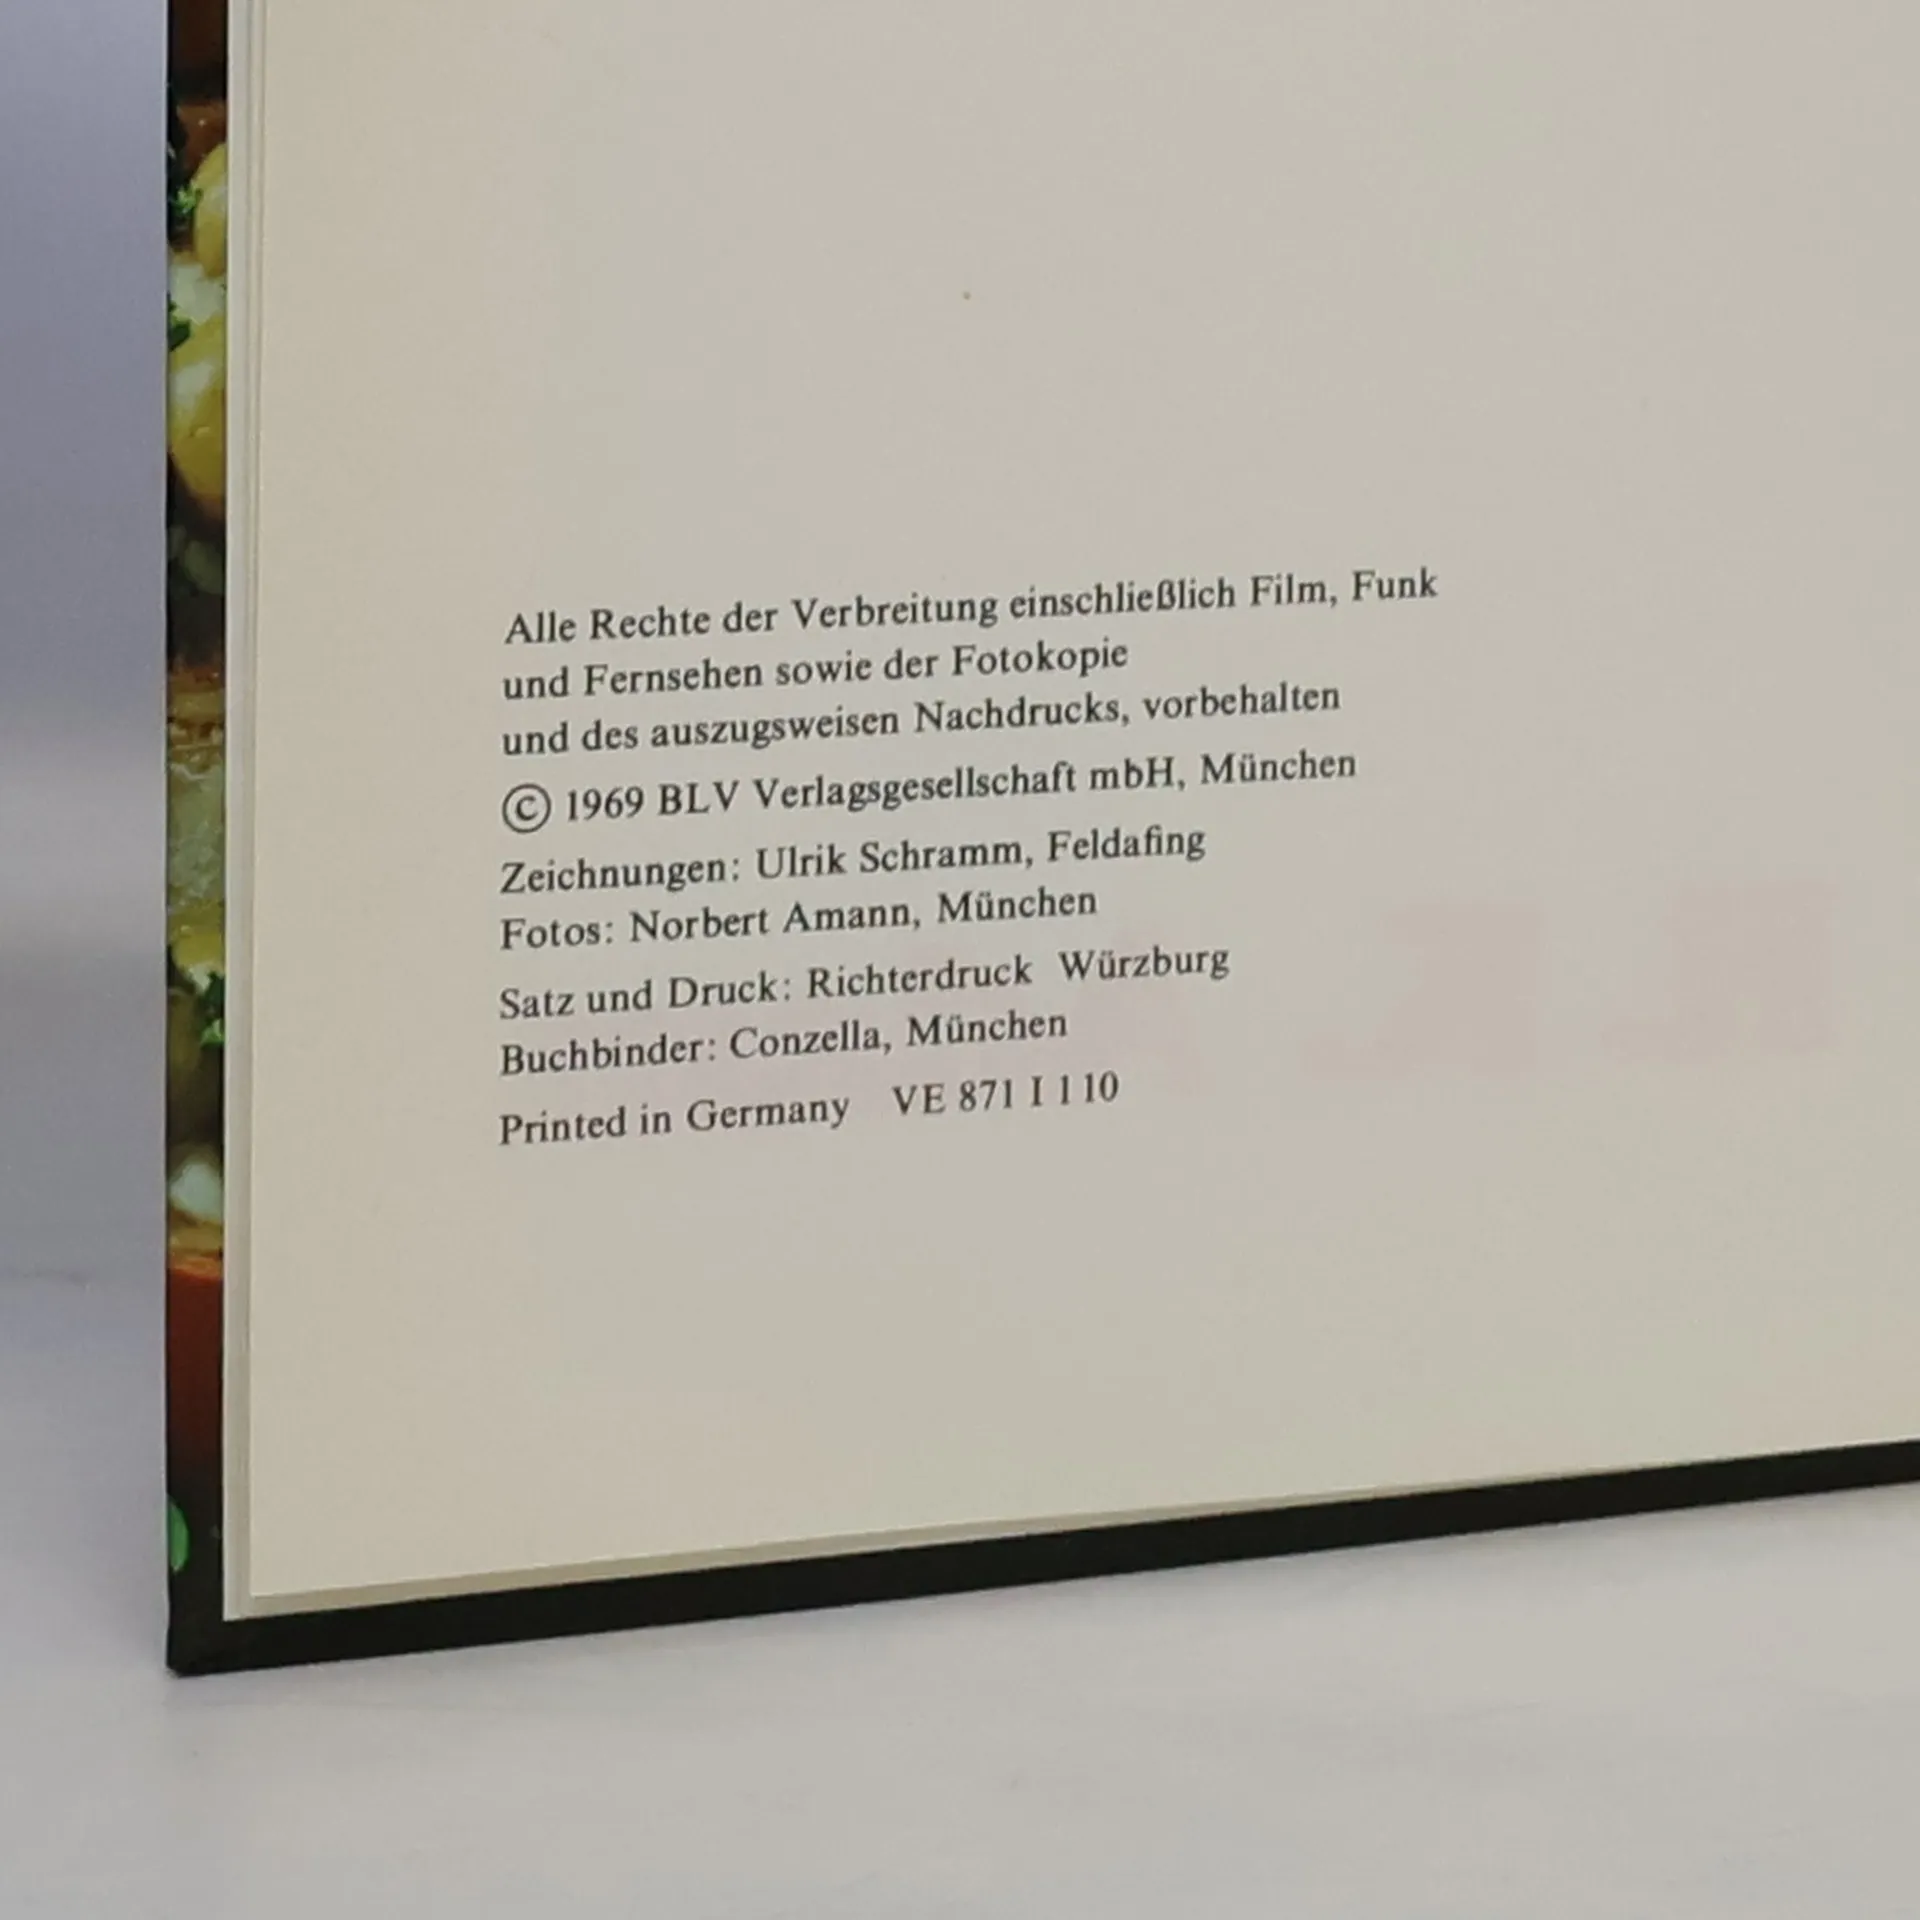 Alle Rechte der Verbreitung einschließlich Film, Funk
und Fernsehen sowie der Fotokopie
und des auszugsweisen Nachdrucks, vorbehalten
© 1969 BLV Verlagsgesellschaft mbH, München
Zeichnungen: Ulrik Schramm, Feldafing
Fotos: Norbert Amann, München
Satz und Druck: Richterdruck Würzburg
Buchbinder: Conzella, München
Printed in Germany VE 871 I 1 10